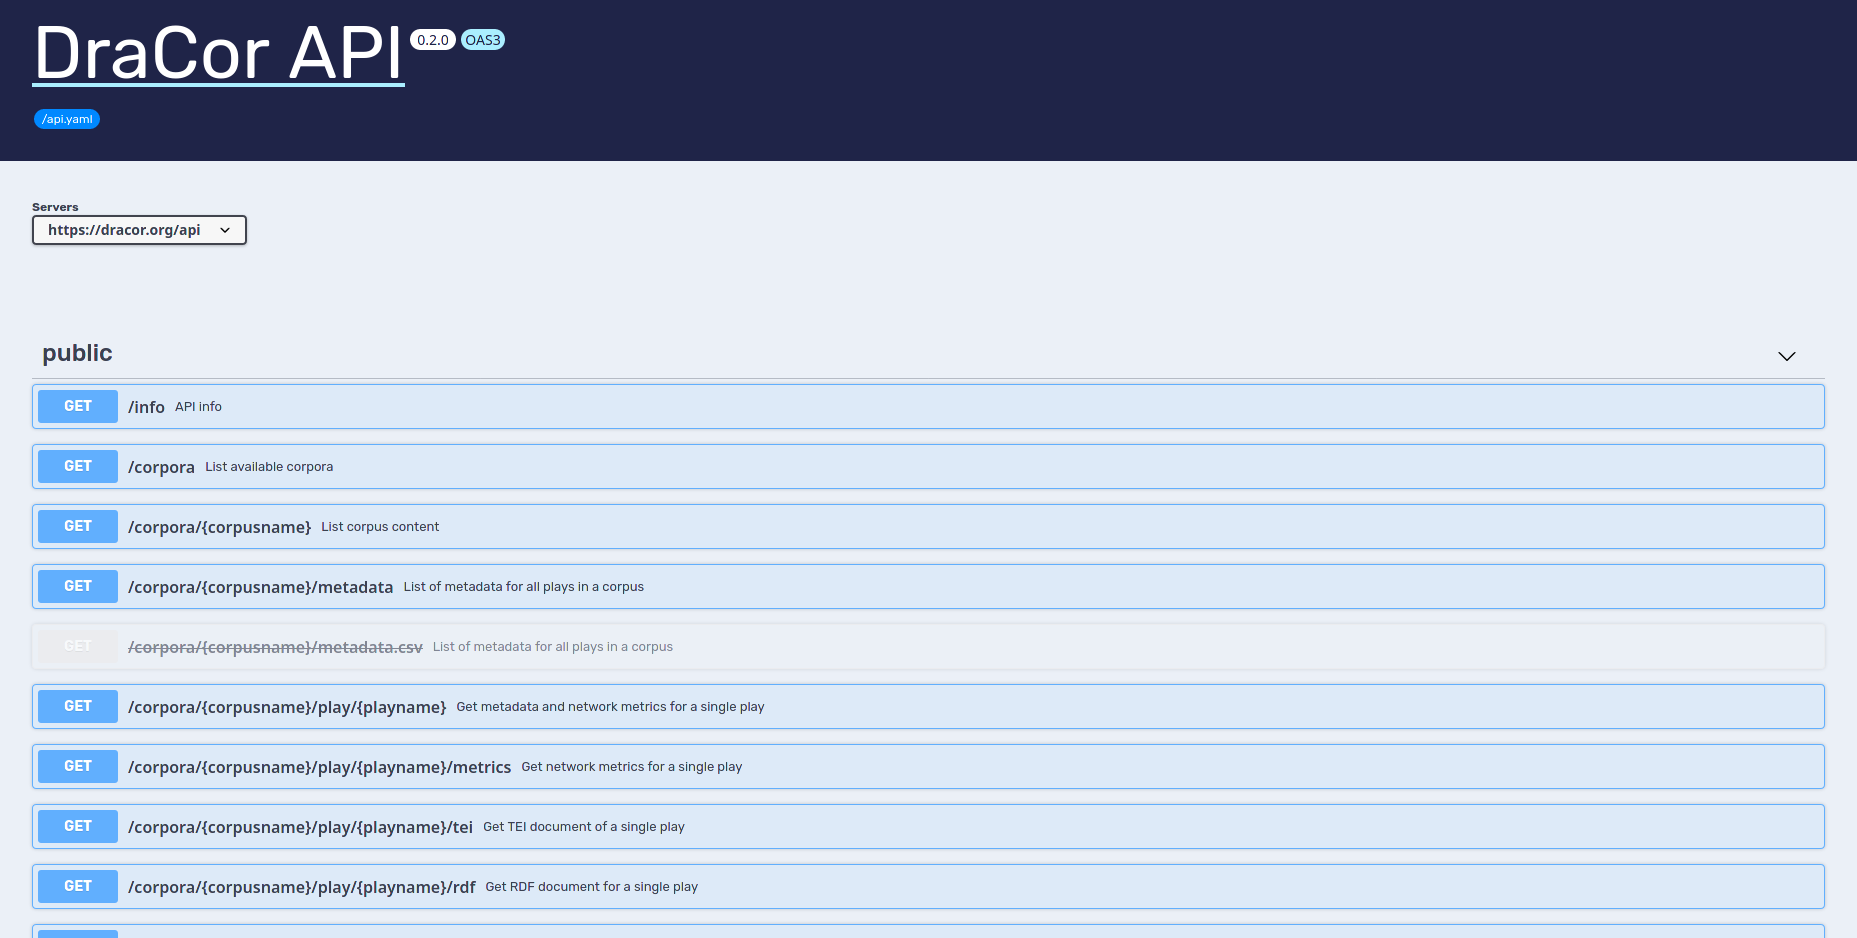 DraCor API 0.2.0 OAS3
/api.yaml
Servers
https://dracor.org/api
public
GET /info API info
GET /corpora List available corpora
GET /corpora/{corpusname} List corpus content
GET /corpora/{corpusname}/metadata List of metadata for all plays in a corpus
GET /corpora/{corpusname}/metadata.csv List of metadata for all plays in a corpus
GET /corpora/{corpusname}/play/{playname} Get metadata and network metrics for a single play
GET /corpora/{corpusname}/play/{playname}/metrics Get network metrics for a single play
GET /corpora/{corpusname}/play/{playname}/tei Get TEI document of a single play
GET /corpora/{corpusname}/play/{playname}/rdf Get RDF document for a single play